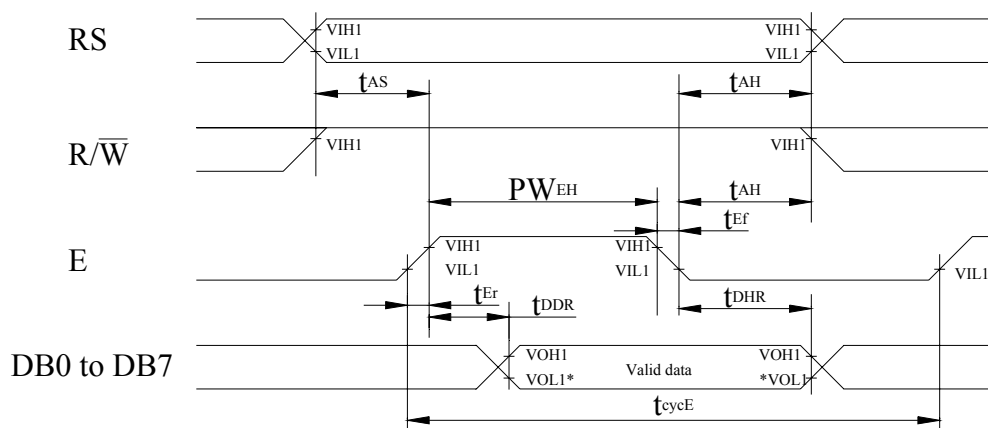 RS VIH1 VIH1
VIL1 VIL1
tAS tAH
R/W̅ VIH1 VIH1
PWEH tAH
tEf
E VIH1 VIH1
VIL1 VIL1 VIL1
tEr tDDR tDHR
DB0 to DB7 VOH1 Valid data VOH1
VOL1* *VOL1
tcycE